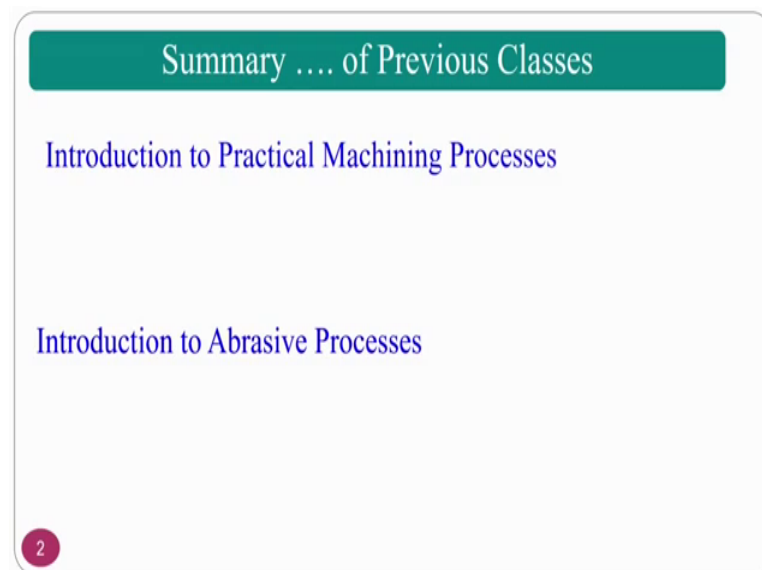 Summary .... of Previous Classes
Introduction to Practical Machining Processes
Introduction to Abrasive Processes
2